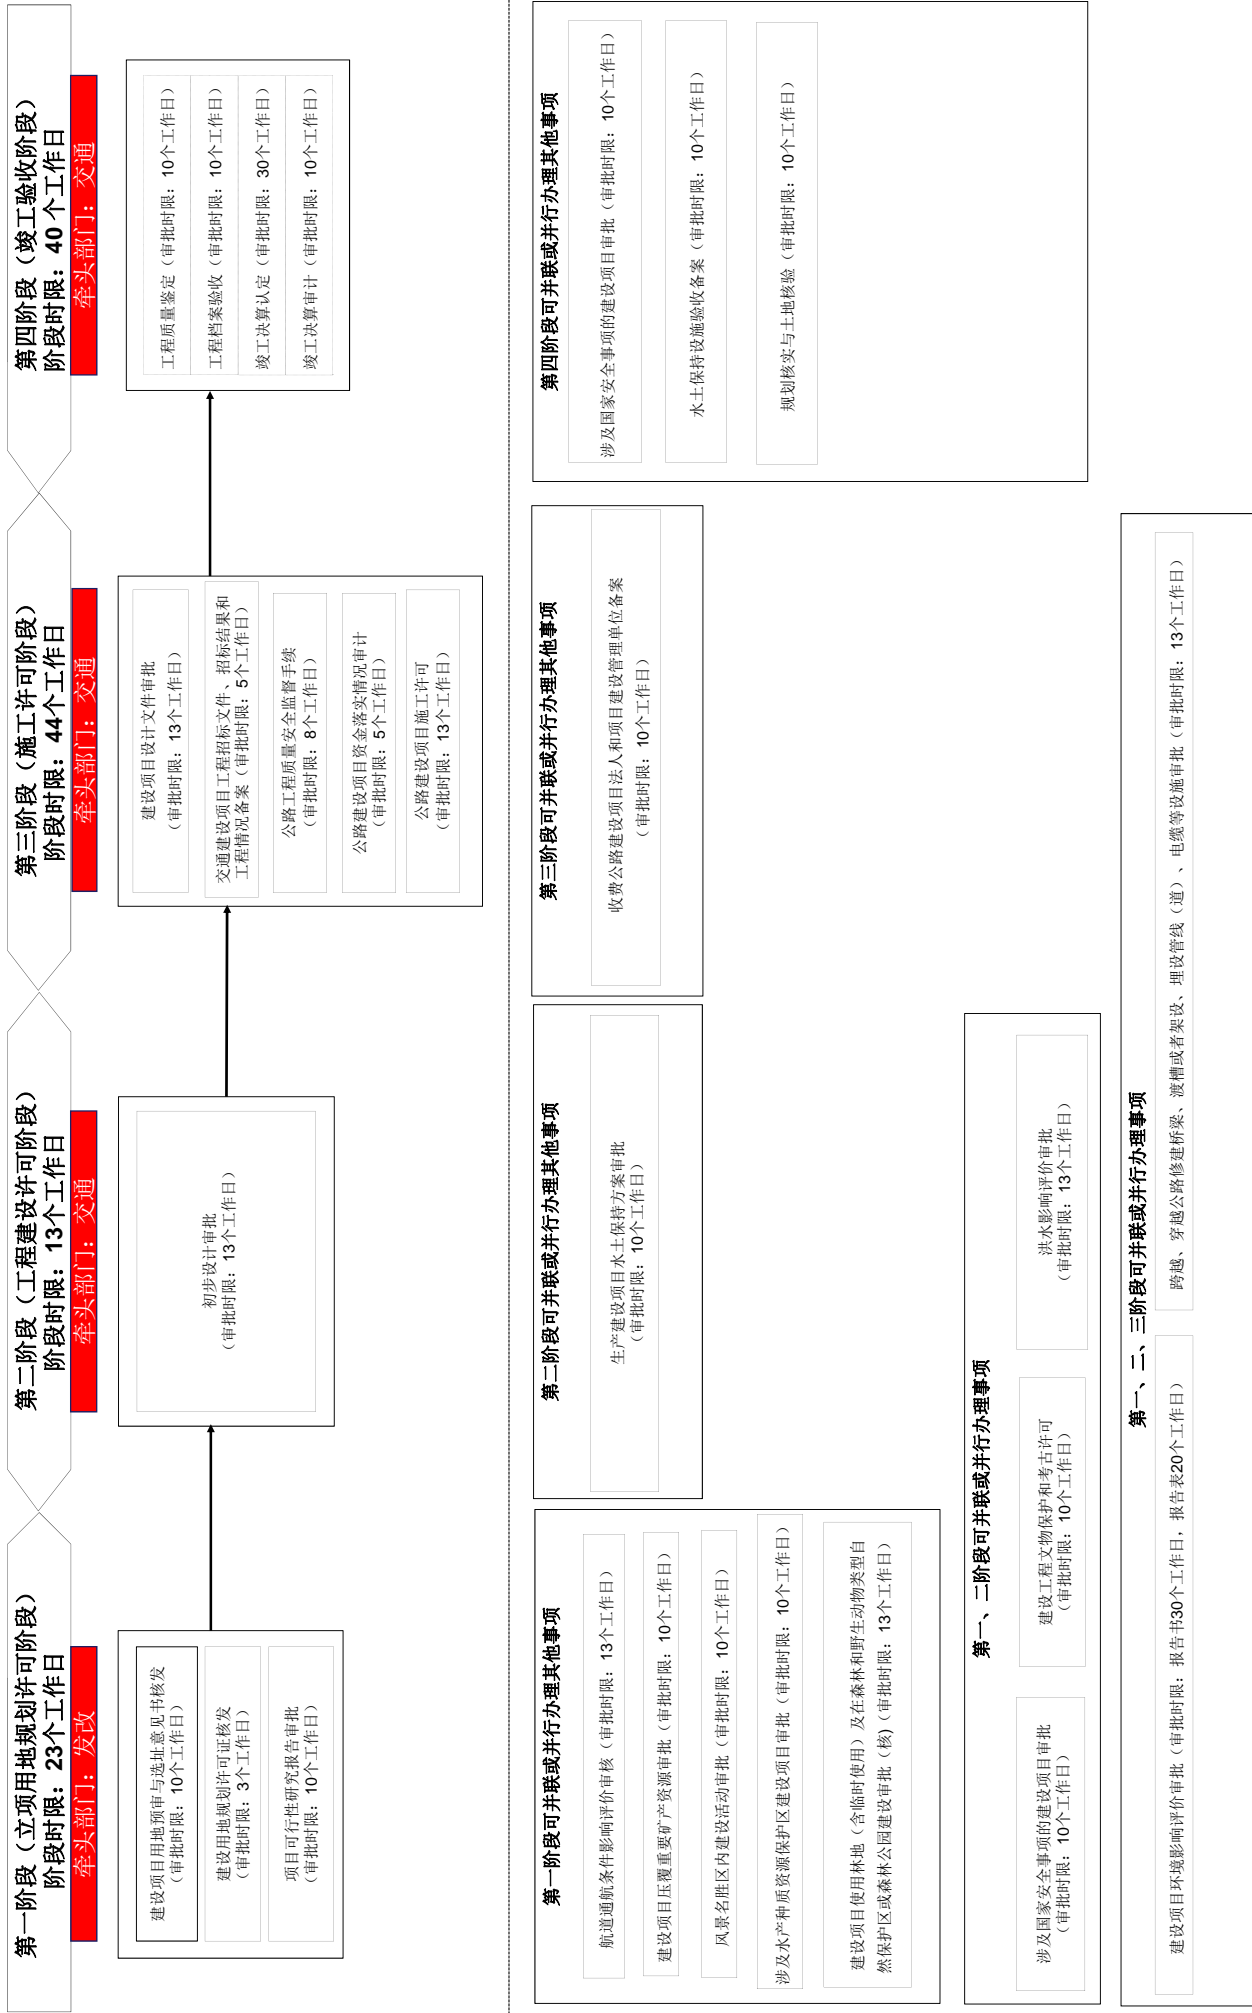 第一阶段（立项用地规划许可阶段）
阶段时限：23个工作日
牵头部门：发改
第二阶段（工程建设许可阶段）
阶段时限：13个工作日
牵头部门：交通
第三阶段（施工许可阶段）
阶段时限：44个工作日
牵头部门：交通
第四阶段（竣工验收阶段）
阶段时限：40个工作日
牵头部门：交通
建设项目用地预审与选址意见书核发
（审批时限：10个工作日）
建设用地规划许可证核发
（审批时限：3个工作日）
项目可行性研究报告审批
（审批时限：10个工作日）
初步设计审批
（审批时限：13个工作日）
建设项目设计文件审批
（审批时限：13个工作日）
交通建设项目工程招标文件、招标结果和
工程情况备案（审批时限：5个工作日）
公路工程质量安全监督手续
（审批时限：8个工作日）
公路建设项目资金落实情况审计
（审批时限：5个工作日）
公路建设项目施工许可
（审批时限：13个工作日）
工程质量鉴定（审批时限：10个工作日）
工程档案验收（审批时限：10个工作日）
竣工决算认定（审批时限：30个工作日）
竣工决算审计（审批时限：10个工作日）
第一阶段可并联或并行办理其他事项
航道通航条件影响评价审核（审批时限：13个工作日）
建设项目压覆重要矿产资源审批（审批时限：10个工作日）
风景名胜区内建设活动审批（审批时限：10个工作日）
涉及水产种质资源保护区建设项目审批（审批时限：10个工作日）
建设项目使用林地（含临时使用）及在森林和野生动物类型自
然保护区或森林公园建设审批（核）（审批时限：13个工作日）
第二阶段可并联或并行办理其他事项
生产建设项目水土保持方案审批
（审批时限：10个工作日）
第三阶段可并联或并行办理其他事项
收费公路建设项目法人和项目建设管理单位备案
（审批时限：10个工作日）
第四阶段可并联或并行办理其他事项
涉及国家安全事项的建设项目审批（审批时限：10个工作日）
水土保持设施验收备案（审批时限：10个工作日）
规划核实与土地核验（审批时限：10个工作日）
第一、二阶段可并联或并行办理事项
涉及国家安全事项的建设项目审批
（审批时限：10个工作日）
建设工程文物保护和考古许可
（审批时限：10个工作日）
洪水影响评价审批
（审批时限：13个工作日）
第一、二、三阶段可并联或并行办理事项
建设项目环境影响评价审批（审批时限：报告书30个工作日，报告表20个工作日）
跨越、穿越公路修建桥梁、渡槽或者架设、埋设管线（道）、电缆等设施审批（审批时限：13个工作日）